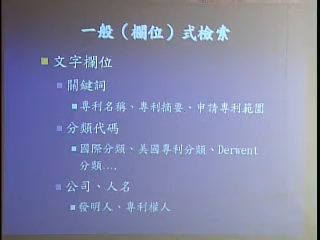 一般（欄位）式檢索
文字欄位
關鍵詞
專利名稱、專利摘要、申請專利範圍
分類代碼
國際分類、美國專利分類、Derwent
分類....
公司、人名
發明人、專利權人